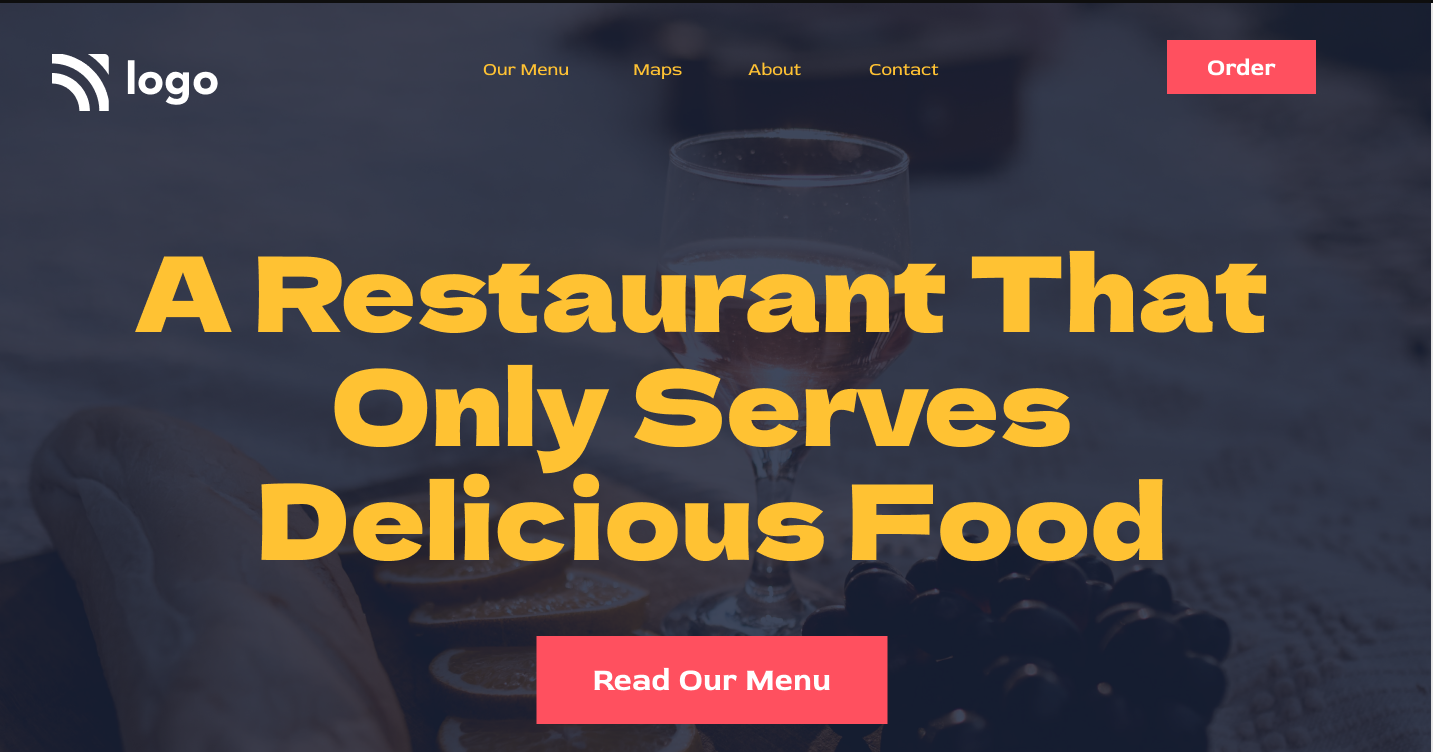 logo
Our Menu
Maps
About
Contact
Order
A Restaurant That
Only Serves
Delicious Food
Read Our Menu